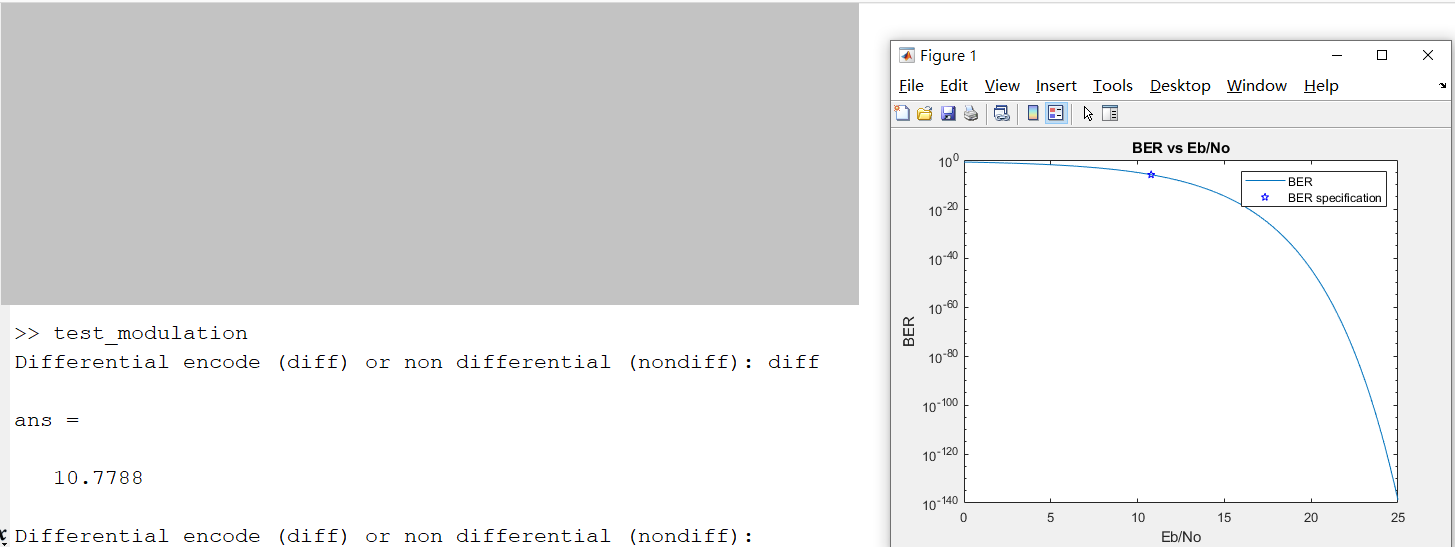 >> test_modulation
Differential encode (diff) or non differential (nondiff): diff
ans =
10.7788
Differential encode (diff) or non differential (nondiff):
Figure 1
File Edit View Insert Tools Desktop Window Help
BER vs Eb/No
BER
BER specification
10^0
10^-20
10^-40
10^-60
10^-80
10^-100
10^-120
10^-140
BER
0 5 10 15 20 25
Eb/No